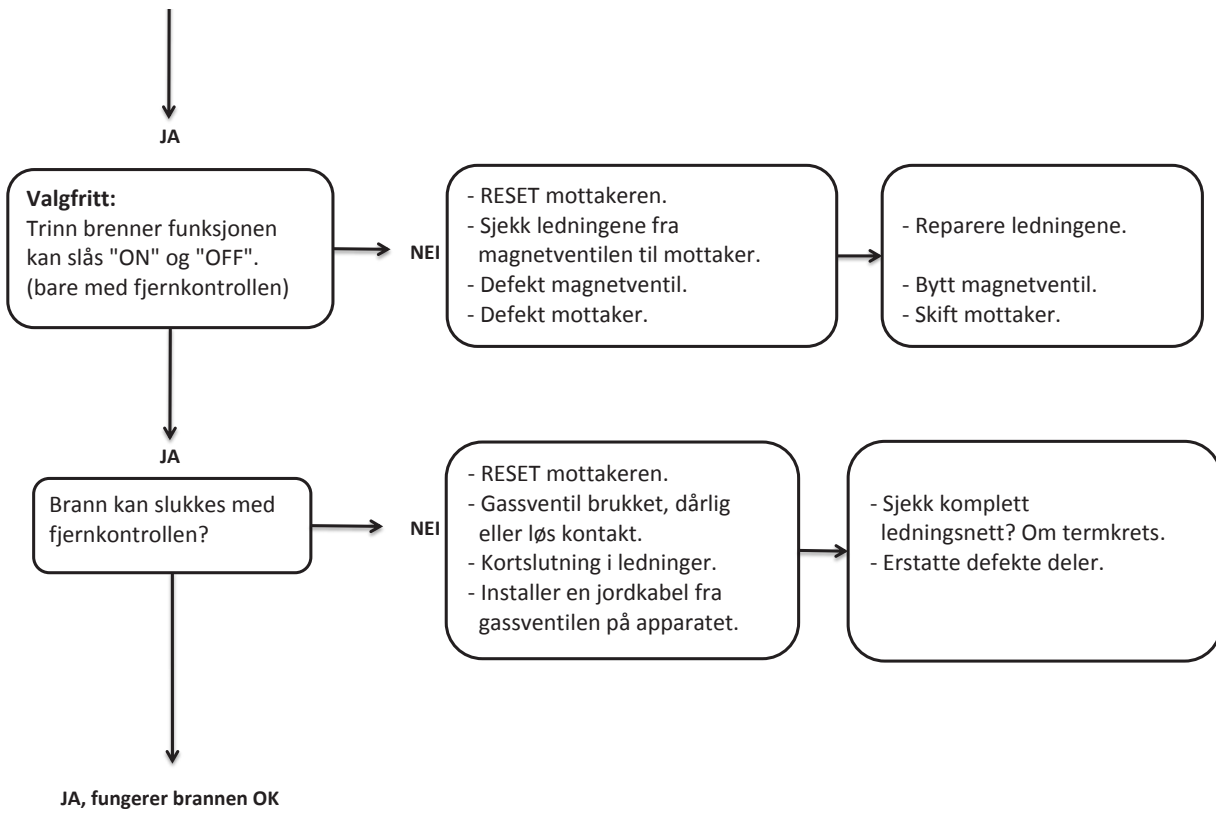 JA
Valgfritt:
Trinn brenner funksjonen
kan slås "ON" og "OFF".
(bare med fjernkontrollen)
NEI
- RESET mottakeren.
- Sjekk ledningene fra
magnetventilen til mottaker.
- Defekt magnetventil.
- Defekt mottaker.
- Reparere ledningene.
- Bytt magnetventil.
- Skift mottaker.
JA
Brann kan slukkes med
fjernkontrollen?
NEI
- RESET mottakeren.
- Gassventil brukket, dårlig
eller løs kontakt.
- Kortslutning i ledninger.
- Installer en jordkabel fra
gassventilen på apparatet.
- Sjekk komplett
ledningsnett? Om termkrets.
- Erstatte defekte deler.
JA, fungerer brannen OK